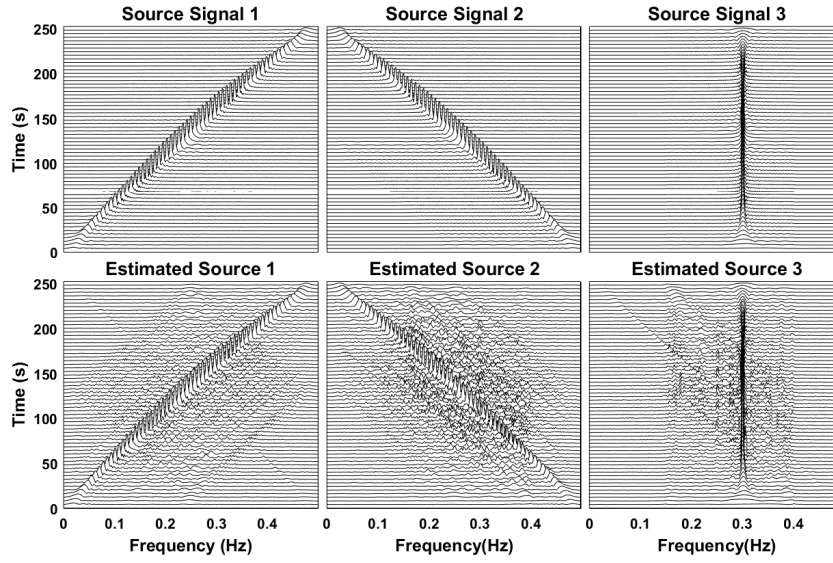 Source Signal 1 Source Signal 2 Source Signal 3
250
200
150
100
50
0
Time (s)
Estimated Source 1 Estimated Source 2 Estimated Source 3
250
200
150
100
50
0
Time (s)
0 0.1 0.2 0.3 0.4 0 0.1 0.2 0.3 0.4 0 0.1 0.2 0.3 0.4
Frequency (Hz) Frequency(Hz) Frequency(Hz)